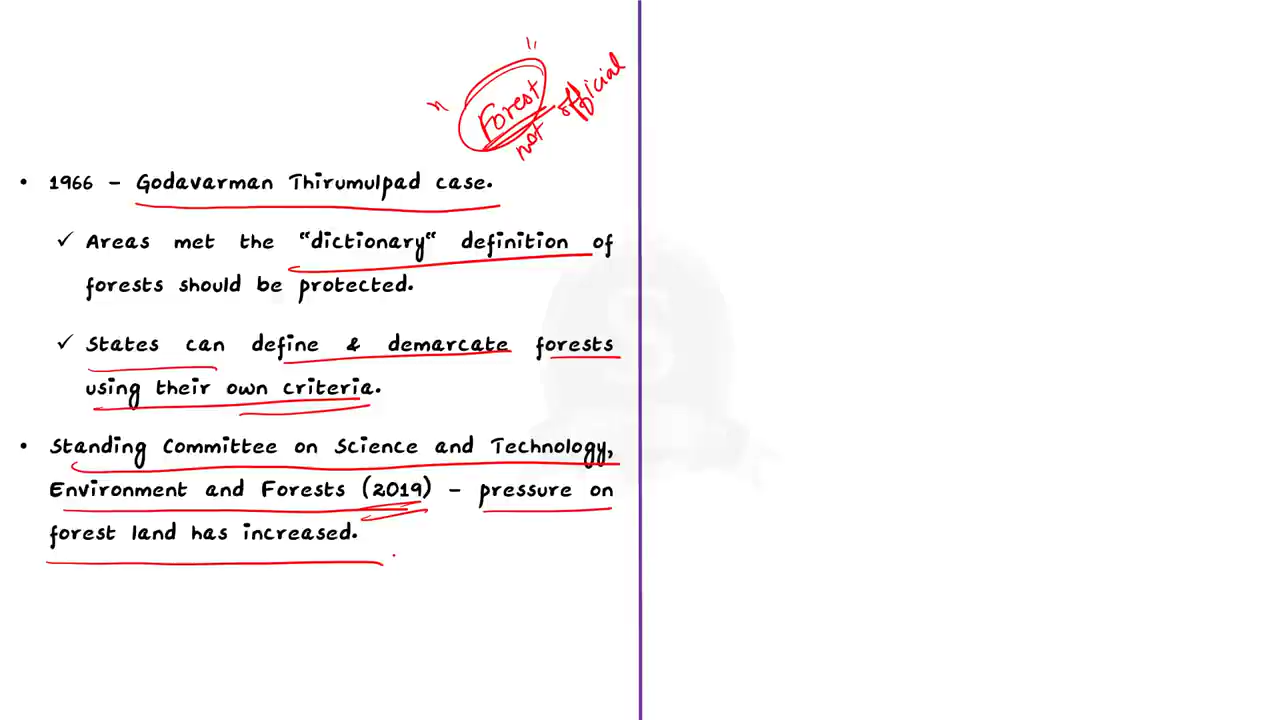 "Forest"
not official
• 1966 – Godavarman Thirumulpad case.
✓ Areas met the “dictionary“ definition of
forests should be protected.
✓ States can define & demarcate forests
using their own criteria.
• Standing Committee on Science and Technology,
Environment and Forests (2019) – pressure on
forest land has increased.